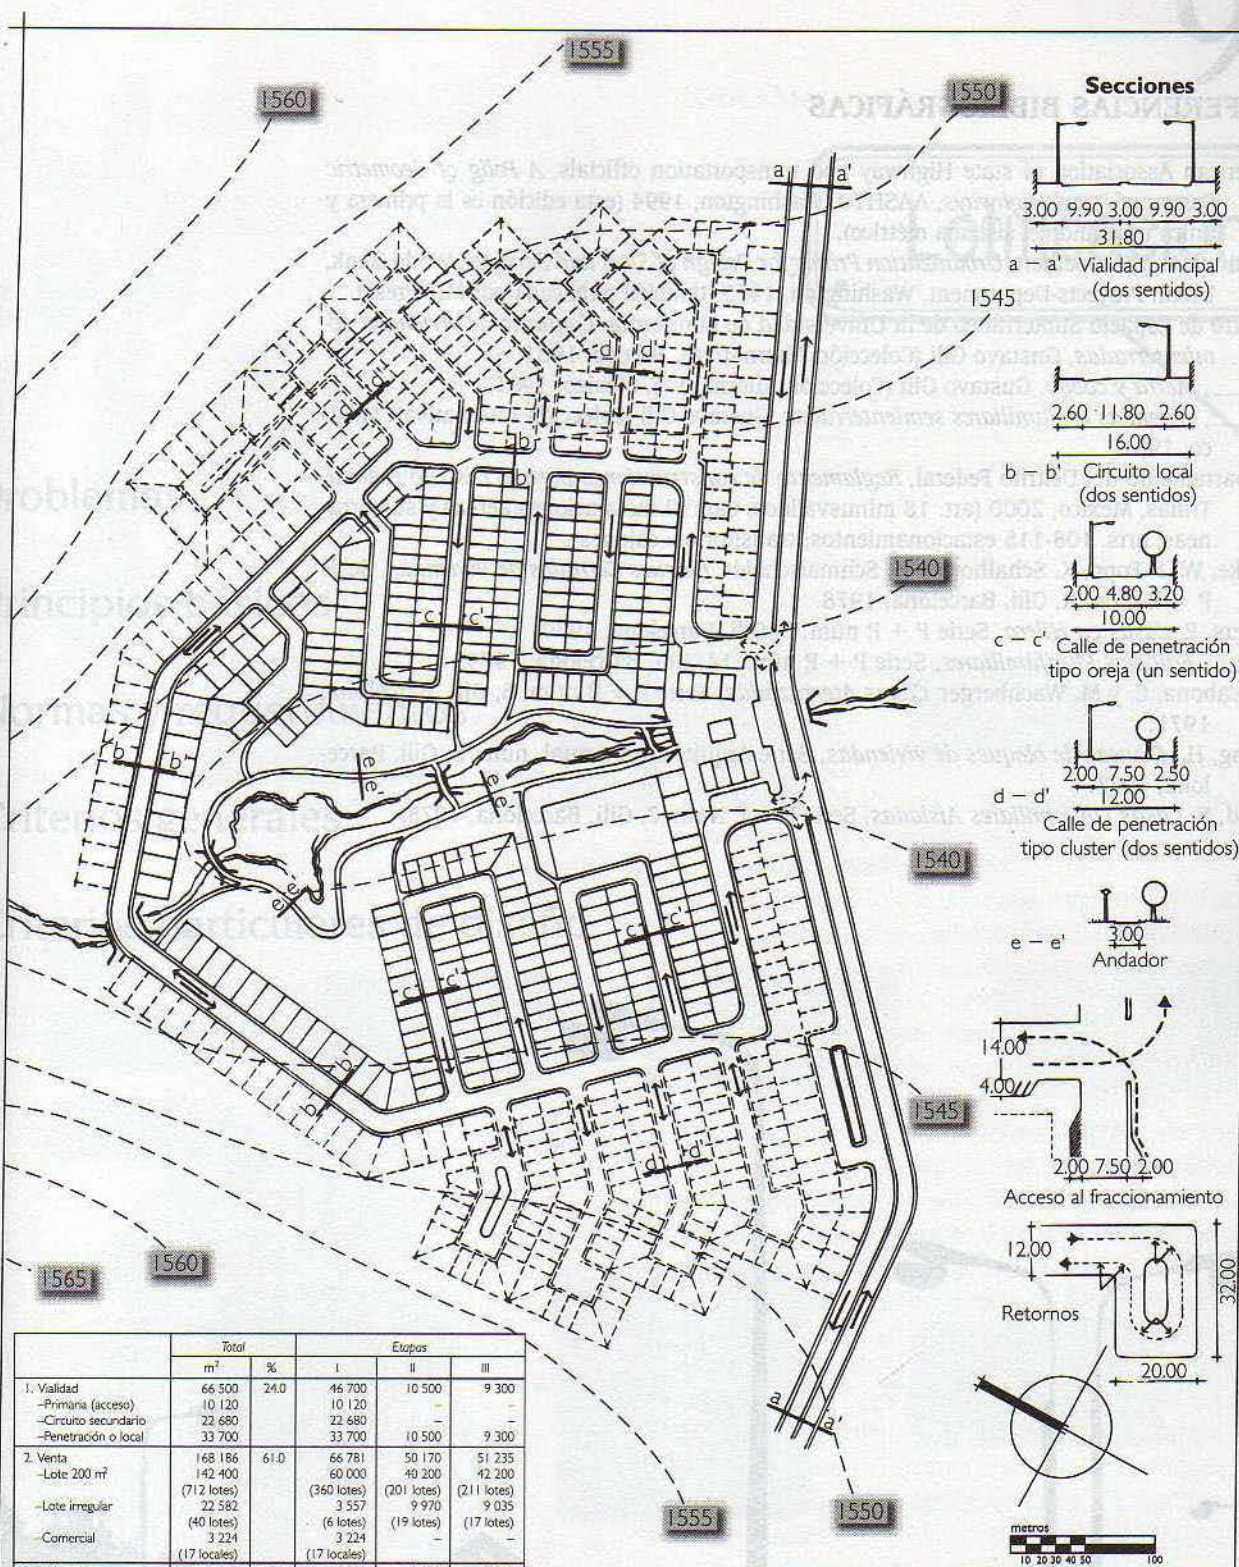 1555
1560
1550
Secciones
a a'
3.00 9.90 3.00 9.90 3.00
31.80
a – a' Vialidad principal
(dos sentidos)
1545
2.60 11.80 2.60
16.00
b – b' Circuito local
(dos sentidos)
1540
2.00 4.80 3.20
10.00
c – c' Calle de penetración
tipo oreja (un sentido)
2.00 7.50 2.50
12.00
d – d' Calle de penetración
tipo cluster (dos sentidos)
1540
3.00
e – e' Andador
14.00
4.00
2.00 7.50 2.00
Acceso al fraccionamiento
1545
12.00
32.00
20.00
Retornos
d d'
d
b
b'
c c'
b b'
e e'
e e'
e e'
c c'
c c'
b b'
d d'
1565
1560
a a'
1555
1550
metros
10 20 30 40 50 100
Total Etapas
m² % I II III
1. Vialidad 66 500 24.0 46 700 10 500 9 300
–Primaria (acceso) 10 120 10 120 – –
–Circuito secundario 22 680 22 680 – –
–Penetración o local 33 700 33 700 10 500 9 300
2. Venta 168 186 61.0 66 781 50 170 51 235
–Lote 200 m² 142 400 60 000 40 200 42 200
(712 lotes) (360 lotes) (201 lotes) (211 lotes)
–Lote irregular 22 582 3 557 9 970 9 035
(40 lotes) (6 lotes) (19 lotes) (17 lotes)
–Comercial 3 224 3 224 – –
(17 locales) (17 locales)